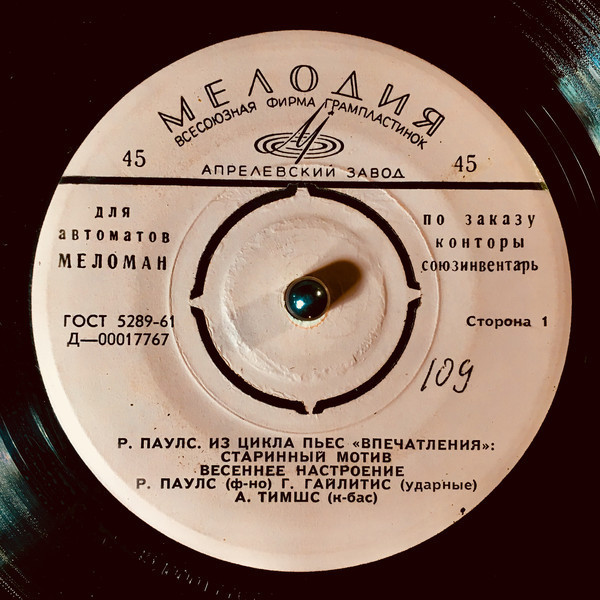 МЕЛОДИЯ
ВСЕСОЮЗНАЯ ФИРМА ГРАМПЛАСТИНОК
45
45
АПРЕЛЕВСКИЙ ЗАВОД
для
автоматов
МЕЛОМАН
по заказу
конторы
союзинвентарь
ГОСТ 5289-61
Д—00017767
Сторона 1
109
Р. ПАУЛС. ИЗ ЦИКЛА ПЬЕС «ВПЕЧАТЛЕНИЯ»:
СТАРИННЫЙ МОТИВ
ВЕСЕННЕЕ НАСТРОЕНИЕ
Р. ПАУЛС (ф-но) Г. ГАЙЛИТИС (ударные)
А. ТИМШС (к-бас)